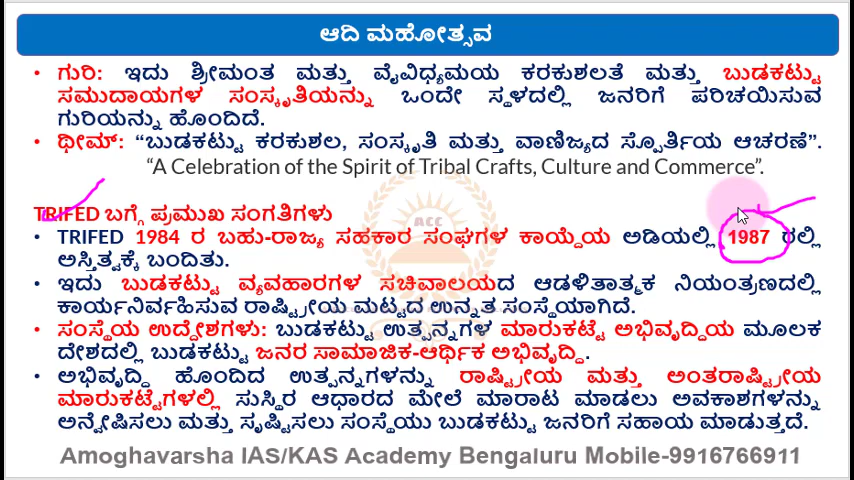 ಆದಿ ಮಹೋತ್ಸವ
• ಗುರಿ: ಇದು ಶ್ರೀಮಂತ ಮತ್ತು ವೈವಿಧ್ಯಮಯ ಕರಕುಶಲತೆ ಮತ್ತು ಬುಡಕಟ್ಟು
ಸಮುದಾಯಗಳ ಸಂಸ್ಕೃತಿಯನ್ನು ಒಂದೇ ಸ್ಥಳದಲ್ಲಿ ಜನರಿಗೆ ಪರಿಚಯಿಸುವ
ಗುರಿಯನ್ನು ಹೊಂದಿದೆ.
• ಥೀಮ್: “ಬುಡಕಟ್ಟು ಕರಕುಶಲ, ಸಂಸ್ಕೃತಿ ಮತ್ತು ವಾಣಿಜ್ಯದ ಸ್ಪೂರ್ತಿಯ ಆಚರಣೆ”.
“A Celebration of the Spirit of Tribal Crafts, Culture and Commerce”.
TRIFED ಬಗ್ಗೆ ಪ್ರಮುಖ ಸಂಗತಿಗಳು
• TRIFED 1984 ರ ಬಹು-ರಾಜ್ಯ ಸಹಕಾರ ಸಂಘಗಳ ಕಾಯ್ದೆಯ ಅಡಿಯಲ್ಲಿ 1987 ರಲ್ಲಿ
ಅಸ್ತಿತ್ವಕ್ಕೆ ಬಂದಿತು.
• ಇದು ಬುಡಕಟ್ಟು ವ್ಯವಹಾರಗಳ ಸಚಿವಾಲಯದ ಆಡಳಿತಾತ್ಮಕ ನಿಯಂತ್ರಣದಲ್ಲಿ
ಕಾರ್ಯನಿರ್ವಹಿಸುವ ರಾಷ್ಟ್ರೀಯ ಮಟ್ಟದ ಉನ್ನತ ಸಂಸ್ಥೆಯಾಗಿದೆ.
• ಸಂಸ್ಥೆಯ ಉದ್ದೇಶಗಳು: ಬುಡಕಟ್ಟು ಉತ್ಪನ್ನಗಳ ಮಾರುಕಟ್ಟೆ ಅಭಿವೃದ್ಧಿಯ ಮೂಲಕ
ದೇಶದಲ್ಲಿ ಬುಡಕಟ್ಟು ಜನರ ಸಾಮಾಜಿಕ-ಆರ್ಥಿಕ ಅಭಿವೃದ್ಧಿ.
• ಅಭಿವೃದ್ಧಿ ಹೊಂದಿದ ಉತ್ಪನ್ನಗಳನ್ನು ರಾಷ್ಟ್ರೀಯ ಮತ್ತು ಅಂತರಾಷ್ಟ್ರೀಯ
ಮಾರುಕಟ್ಟೆಗಳಲ್ಲಿ ಸುಸ್ಥಿರ ಆಧಾರದ ಮೇಲೆ ಮಾರಾಟ ಮಾಡಲು ಅವಕಾಶಗಳನ್ನು
ಅನ್ವೇಷಿಸಲು ಮತ್ತು ಸೃಷ್ಟಿಸಲು ಸಂಸ್ಥೆಯು ಬುಡಕಟ್ಟು ಜನರಿಗೆ ಸಹಾಯ ಮಾಡುತ್ತದೆ.
ACC
Amoghavarsha IAS/KAS Academy Bengaluru Mobile-9916766911